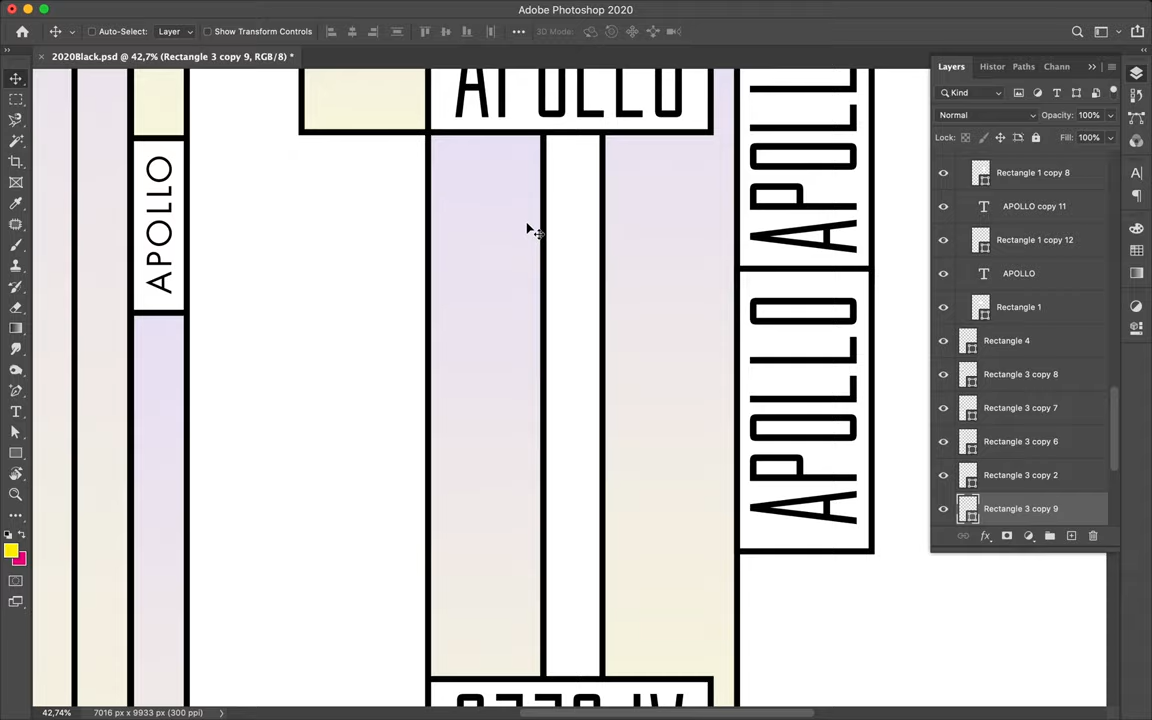 Adobe Photoshop 2020
Auto-Select: Layer Show Transform Controls 3D Mode:
2020Black.psd @ 42,7% (Rectangle 3 copy 9, RGB/8) *
Layers Histor Paths Chann
Kind
Normal Opacity: 100%
Lock: Fill: 100%
Rectangle 1 copy 8
APOLLO copy 11
Rectangle 1 copy 12
APOLLO
Rectangle 1
Rectangle 4
Rectangle 3 copy 8
Rectangle 3 copy 7
Rectangle 3 copy 6
Rectangle 3 copy 2
Rectangle 3 copy 9
APOLLO
APOLLO
APOLLO
APOLLO
42,74% 7016 px x 9933 px (300 ppi)